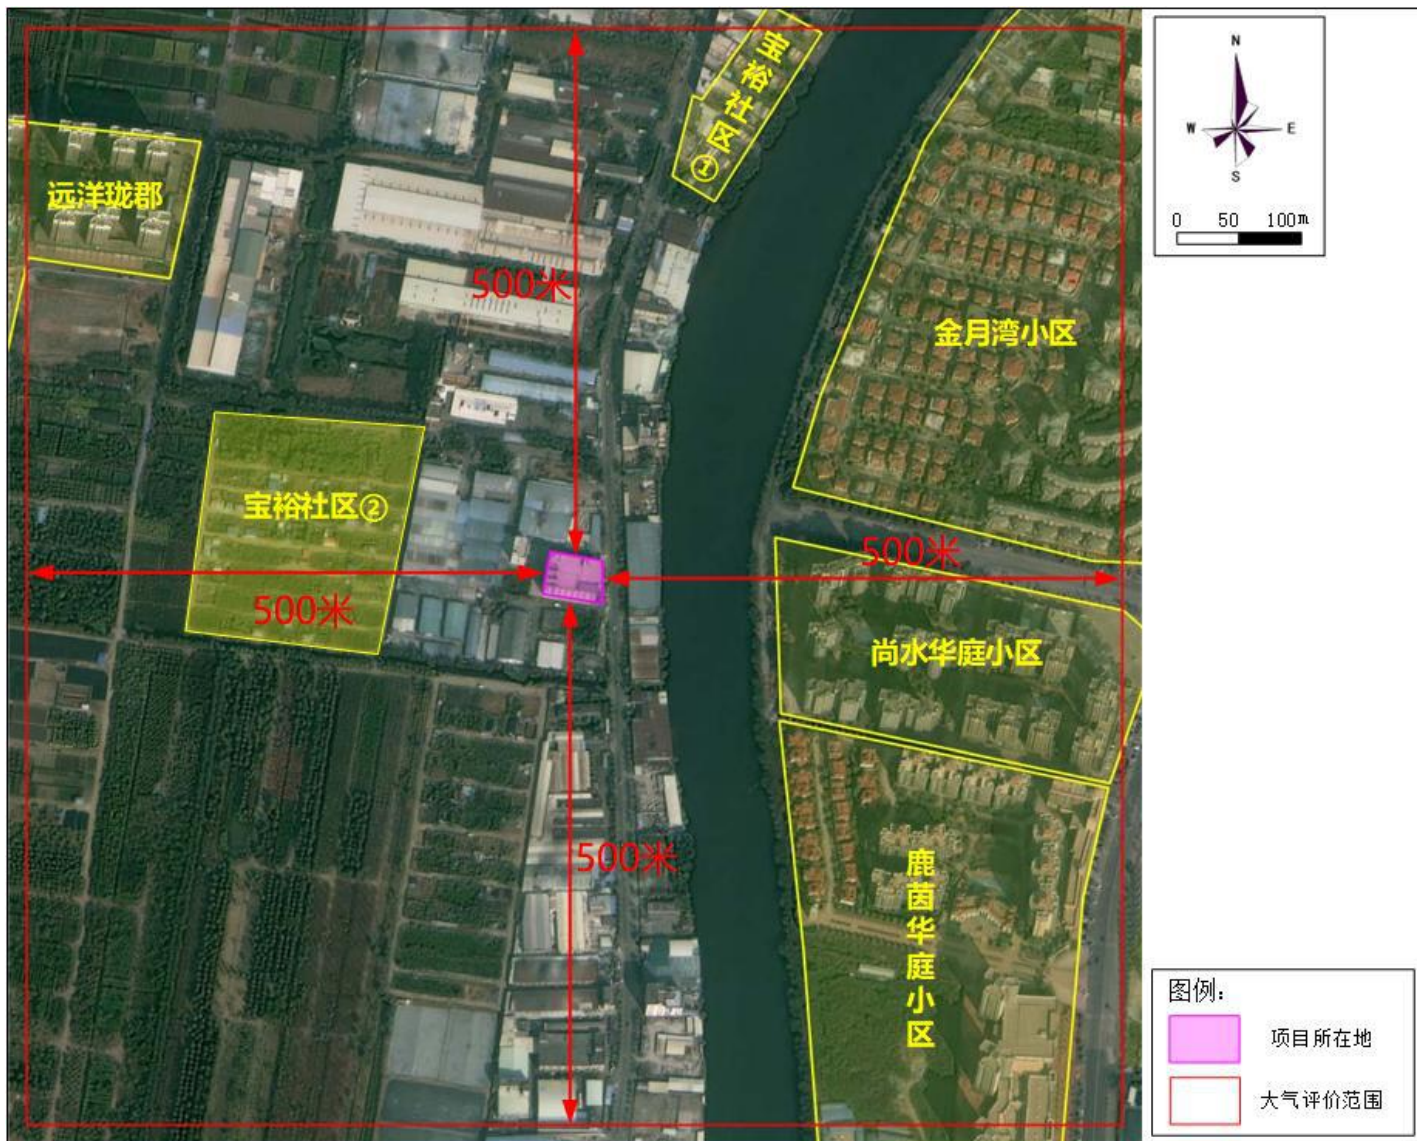 宝裕社区①
远洋珑郡
500米
金月湾小区
宝裕社区②
500米
500米
尚水华庭小区
500米
鹿茵华庭小区
N
W
E
S
0 50 100m
图例：
项目所在地
大气评价范围